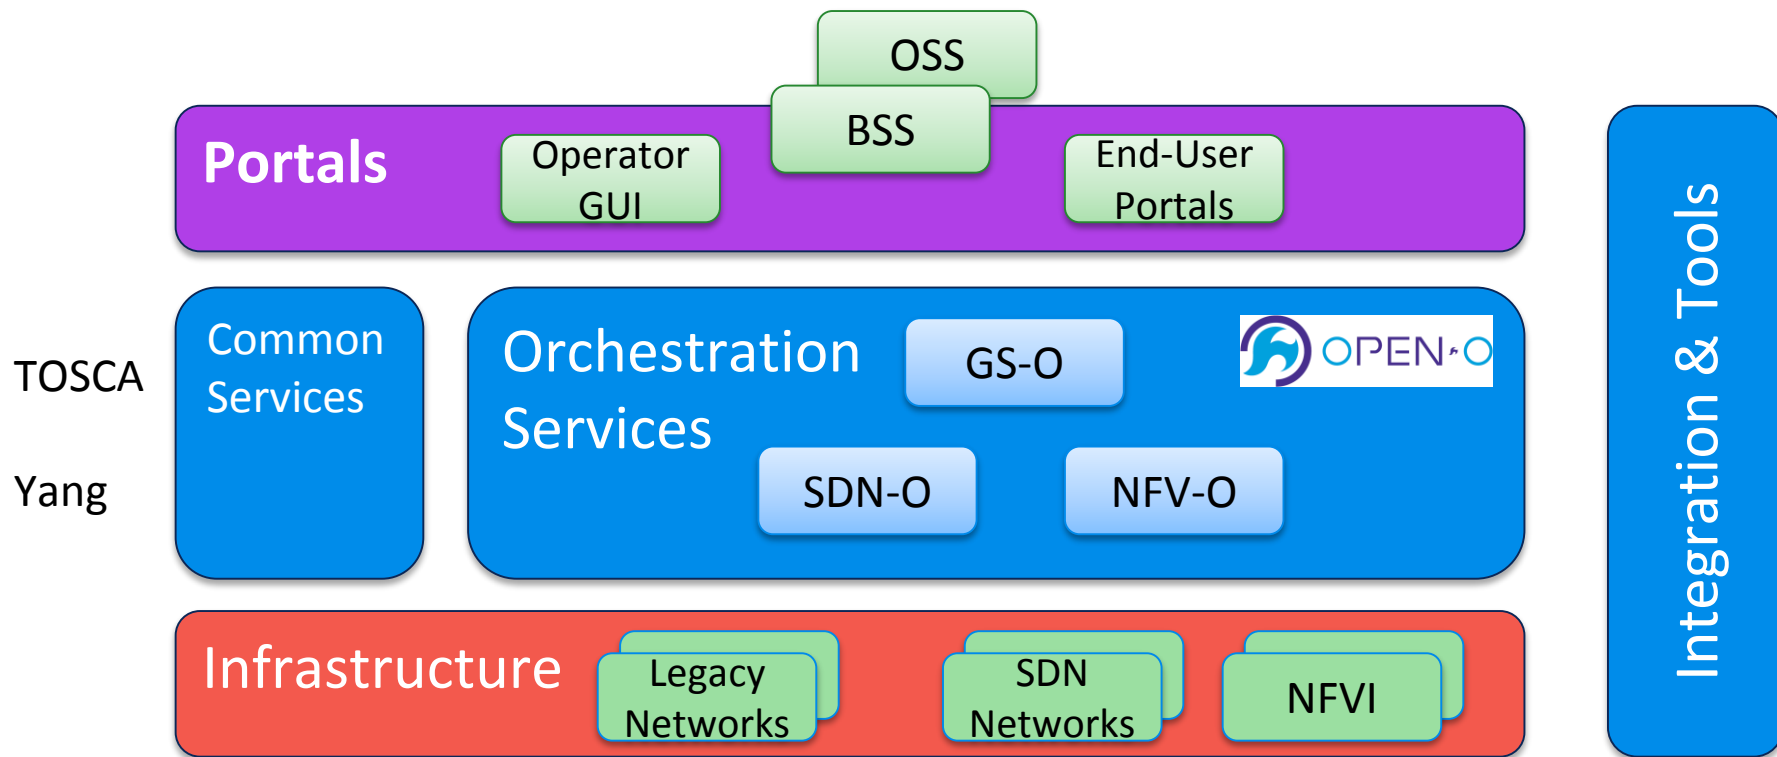 OSS
BSS
Portals
Operator
GUI
End-User
Portals
TOSCA
Yang
Common
Services
Orchestration
Services
GS-O
OPEN-O
SDN-O
NFV-O
Infrastructure
Legacy
Networks
SDN
Networks
NFVI
Integration & Tools